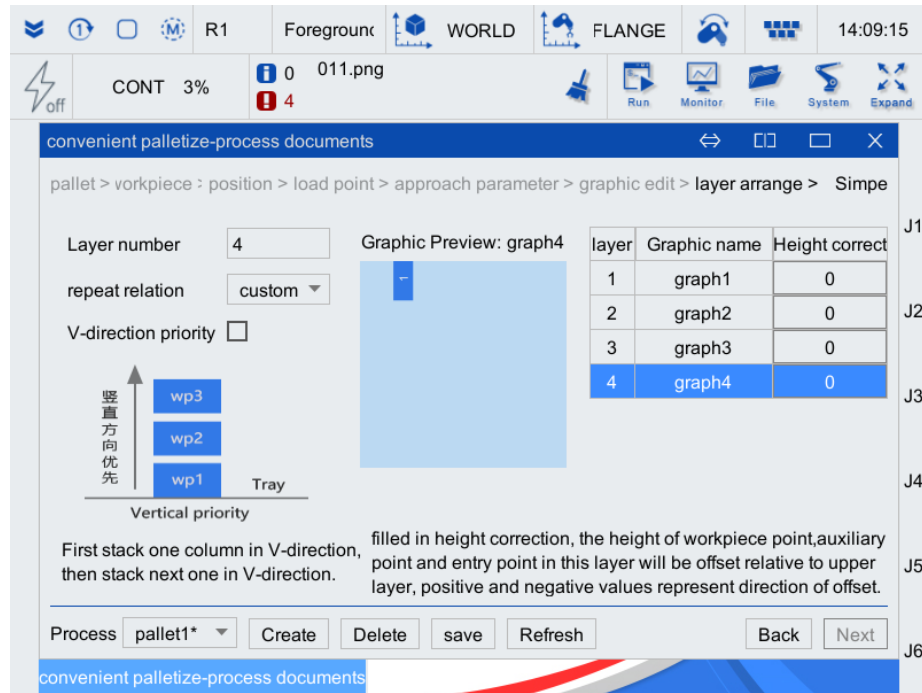 R1
Foreground
WORLD
FLANGE
14:09:15
off
CONT 3%
0 011.png
4
Run
Monitor
File
System
Expand
convenient palletize-process documents
pallet > workpiece > position > load point > approach parameter > graphic edit > layer arrange > Simpe
J1
Layer number 4
Graphic Preview: graph4
layer Graphic name Height correct
1 graph1 0
repeat relation custom
2 graph2 0
J2
V-direction priority
3 graph3 0
4 graph4 0
J3
竖直方向优先
wp3
wp2
wp1
Tray
J4
Vertical priority
First stack one column in V-direction,
then stack next one in V-direction.
filled in height correction, the height of workpiece point,auxiliary
point and entry point in this layer will be offset relative to upper
layer, positive and negative values represent direction of offset.
J5
Process pallet1* Create Delete save Refresh Back Next
J6
convenient palletize-process documents